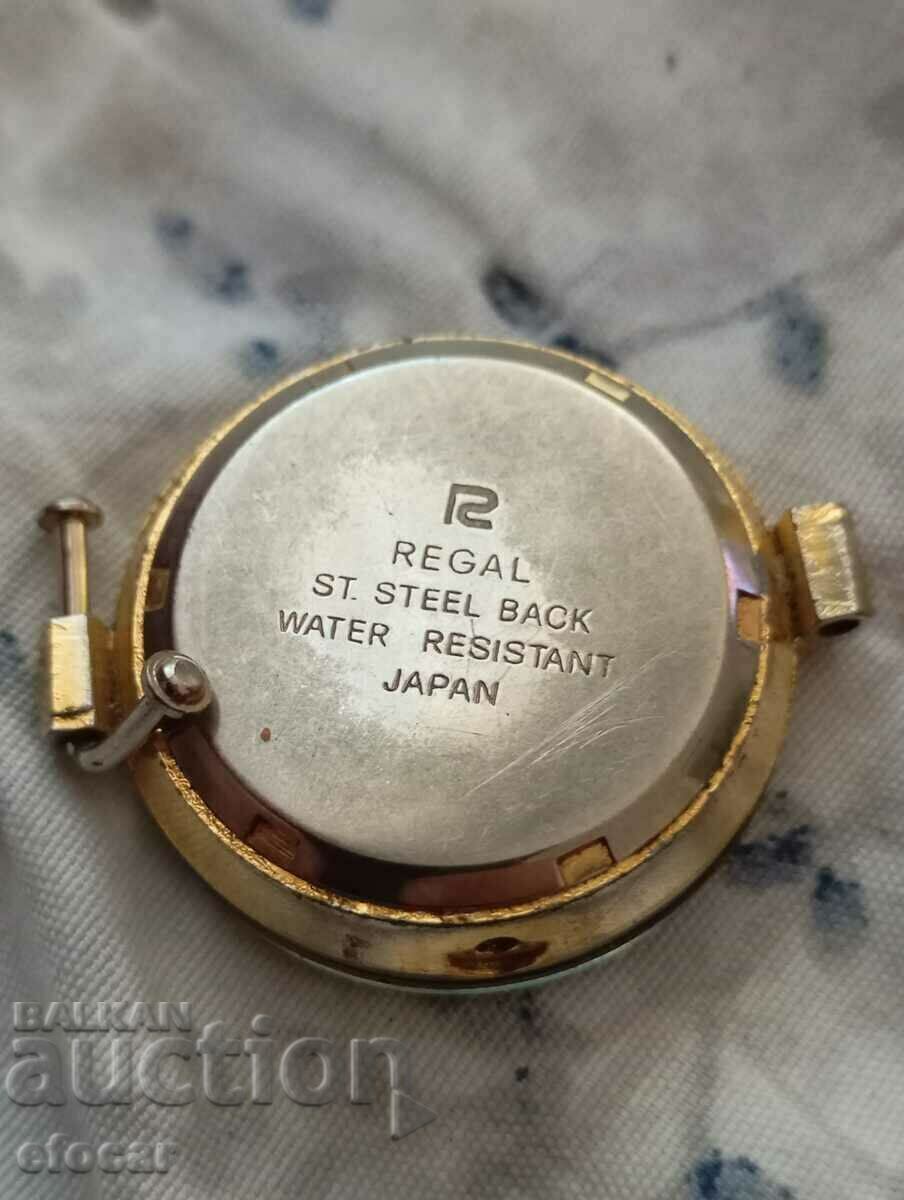 R
REGAL
ST. STEEL BACK
WATER RESISTANT
JAPAN
BALKAN
auction
efocar